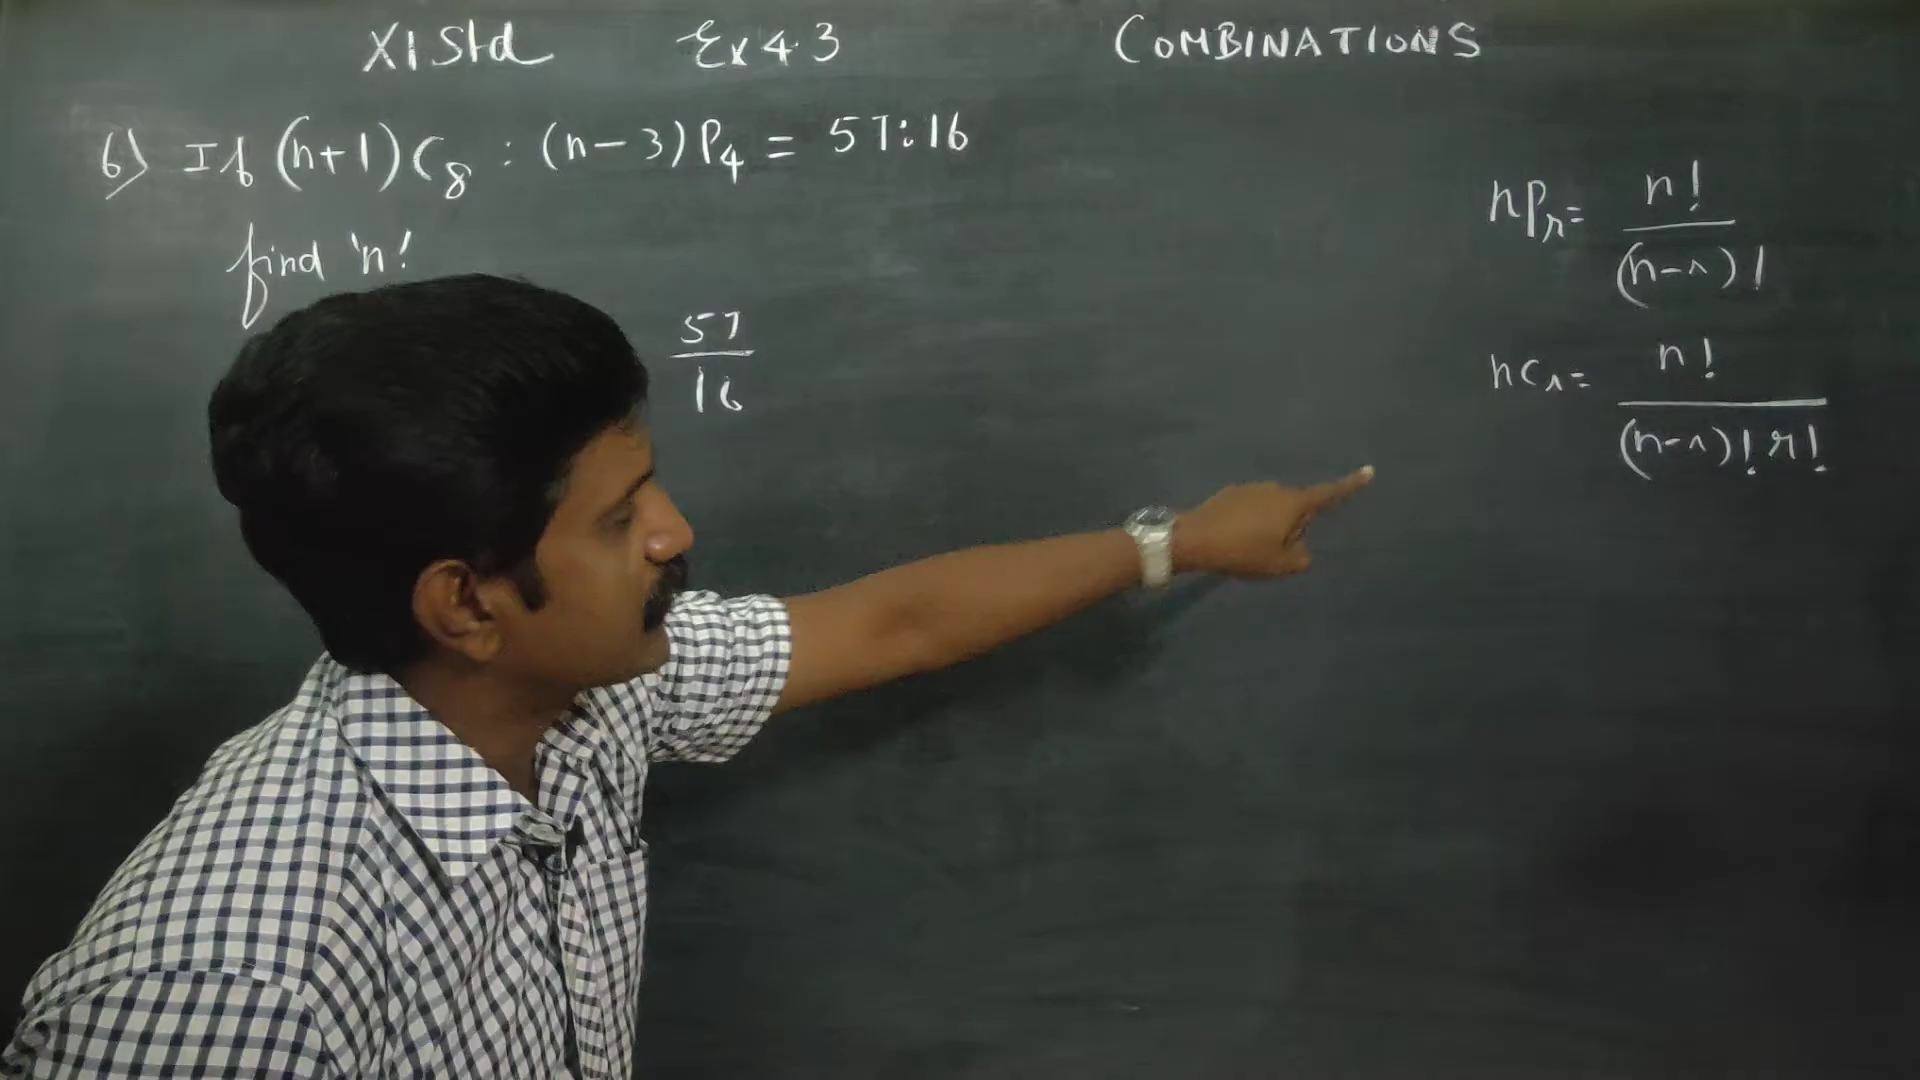 XI Std Ex 4.3 COMBINATIONS
6) If (n+1)C₈ : (n-3)P₄ = 57:16
find 'n!
57
16
nPr= n!
(n-r)!
nCr= n!
(n-r)! r!